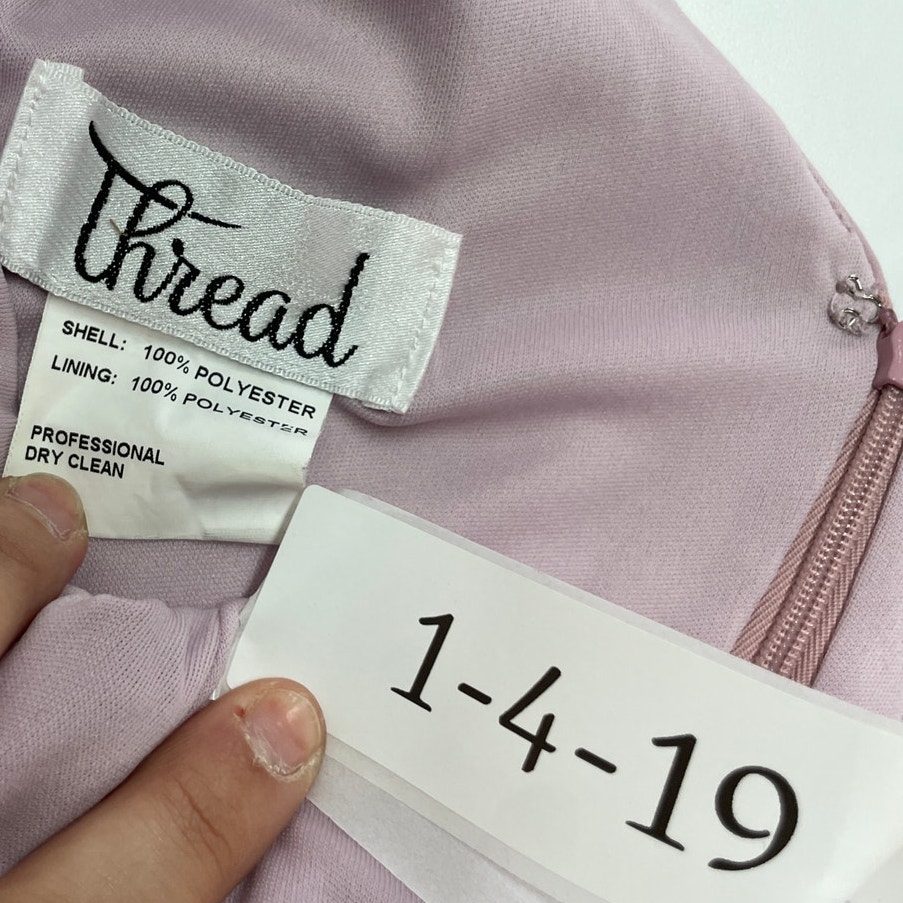 Thread
SHELL: 100% POLYESTER
LINING: 100% POLYESTER
PROFESSIONAL
DRY CLEAN
1-4-19